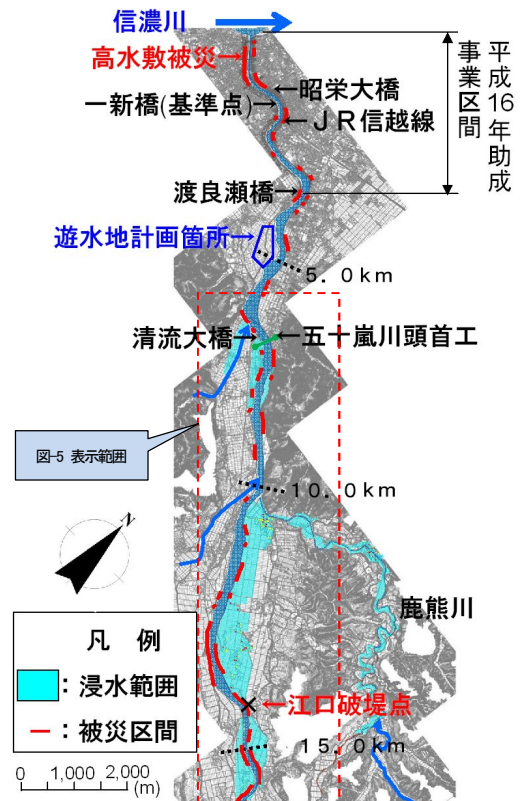 信濃川
高水敷被災
→昭栄大橋
一新橋(基準点)→
←ＪＲ信越線
平成16年助成
事業区間
渡良瀬橋→
遊水地計画箇所→
5.0km
清流大橋→
←五十嵐川頭首工
図-5 表示範囲
10.0km
N
鹿熊川
凡 例
：浸水範囲
：被災区間
←江口破堤点
15.0km
0 1,000 2,000
(m)